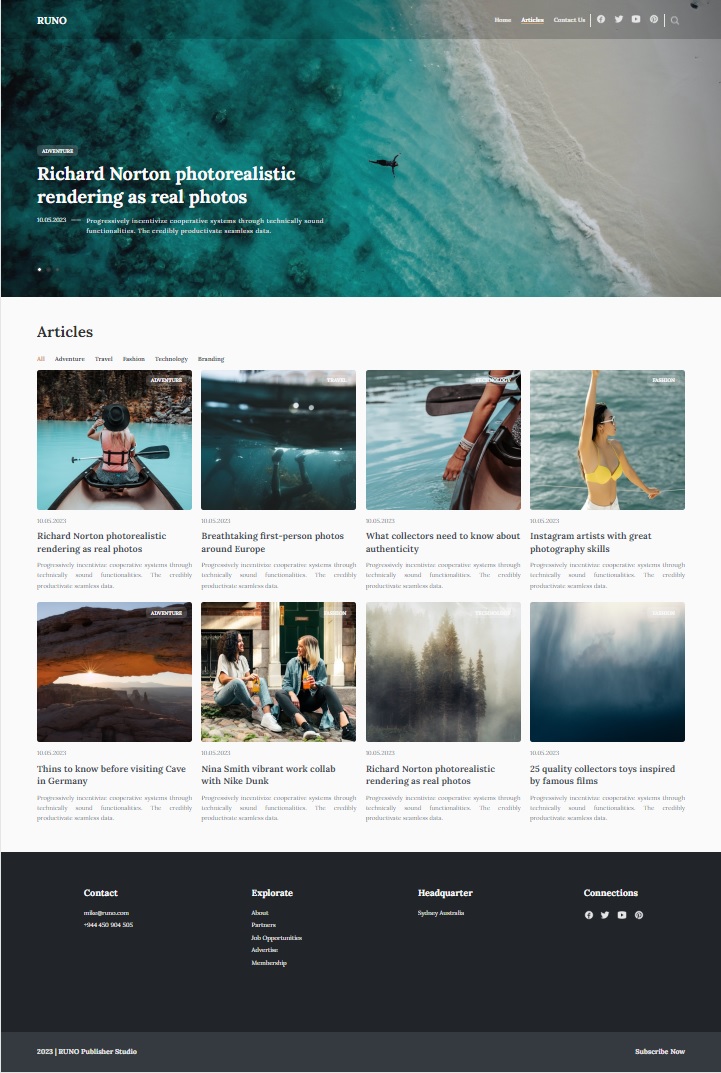 RUNO
Home Articles Contact Us
ADVENTURE
Richard Norton photorealistic
rendering as real photos
10.05.2023
Progressively incentivize cooperative systems through technically sound
functionalities. The credibly productivate seamless data.
Articles
All Adventure Travel Fashion Technology Branding
ADVENTURE
10.05.2023
Richard Norton photorealistic
rendering as real photos
Progressively incentivize cooperative systems through
technically sound functionalities. The credibly
productivate seamless data.
TRAVEL
10.05.2023
Breathtaking first-person photos
around Europe
Progressively incentivize cooperative systems through
technically sound functionalities. The credibly
productivate seamless data.
TECHNOLOGY
10.05.2023
What collectors need to know about
authenticity
Progressively incentivize cooperative systems through
technically sound functionalities. The credibly
productivate seamless data.
FASHION
10.05.2023
Instagram artists with great
photography skills
Progressively incentivize cooperative systems through
technically sound functionalities. The credibly
productivate seamless data.
ADVENTURE
10.05.2023
Thins to know before visiting Cave
in Germany
Progressively incentivize cooperative systems through
technically sound functionalities. The credibly
productivate seamless data.
FASHION
10.05.2023
Nina Smith vibrant work collab
with Nike Dunk
Progressively incentivize cooperative systems through
technically sound functionalities. The credibly
productivate seamless data.
TECHNOLOGY
10.05.2023
Richard Norton photorealistic
rendering as real photos
Progressively incentivize cooperative systems through
technically sound functionalities. The credibly
productivate seamless data.
FASHION
10.05.2023
25 quality collectors toys inspired
by famous films
Progressively incentivize cooperative systems through
technically sound functionalities. The credibly
productivate seamless data.
Contact
mike@runo.com
+944 450 904 505
Explorate
About
Partners
Job Opportunities
Advertise
Membership
Headquarter
Sydney Australia
Connections
2023 | RUNO Publisher Studio
Subscribe Now